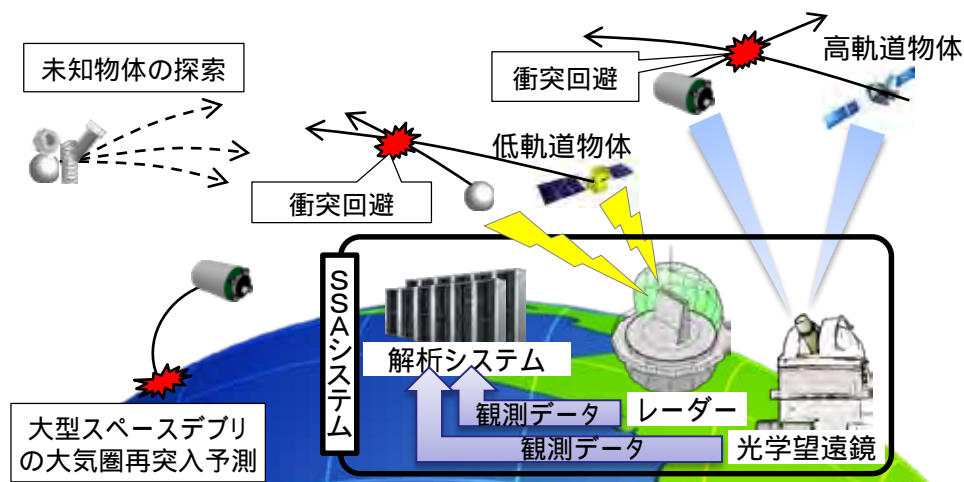 未知物体の探索
衝突回避
高軌道物体
低軌道物体
衝突回避
SSAシステム
解析システム
観測データ
レーダー
観測データ
光学望遠鏡
大型スペースデブリ
の大気圏再突入予測